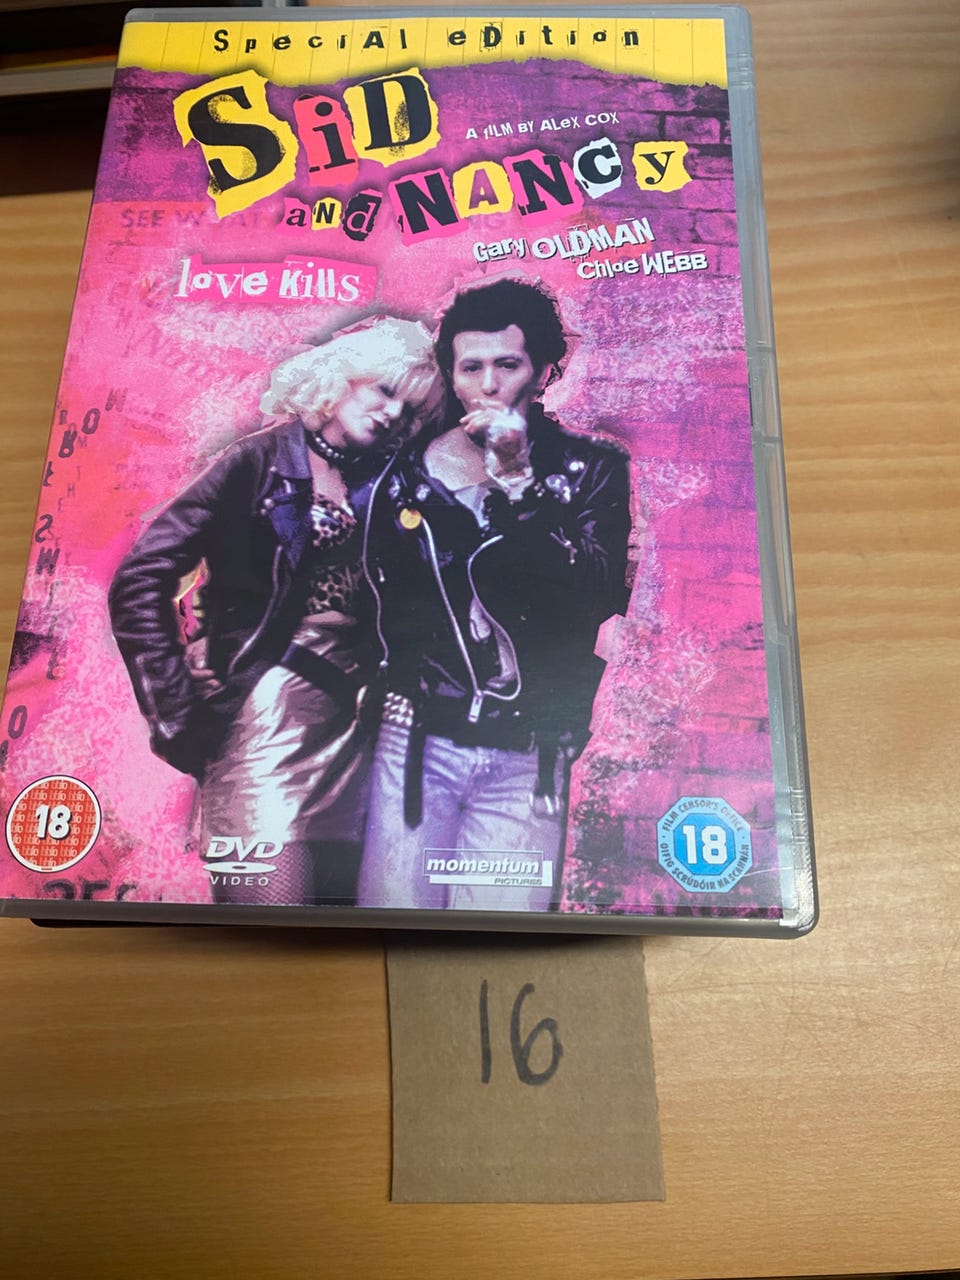 Special edition
SiD
A fiLM BY ALeX COX
and NANCy
SEE W
Gary OLDMAN
Chloe WEBB
love kills
18
DVD
VIDEO
momentum
PICTURES
FILM CENSOR'S OFFICE
18
OIFIG SCRÚDÓIR NA SCANNÁN
16